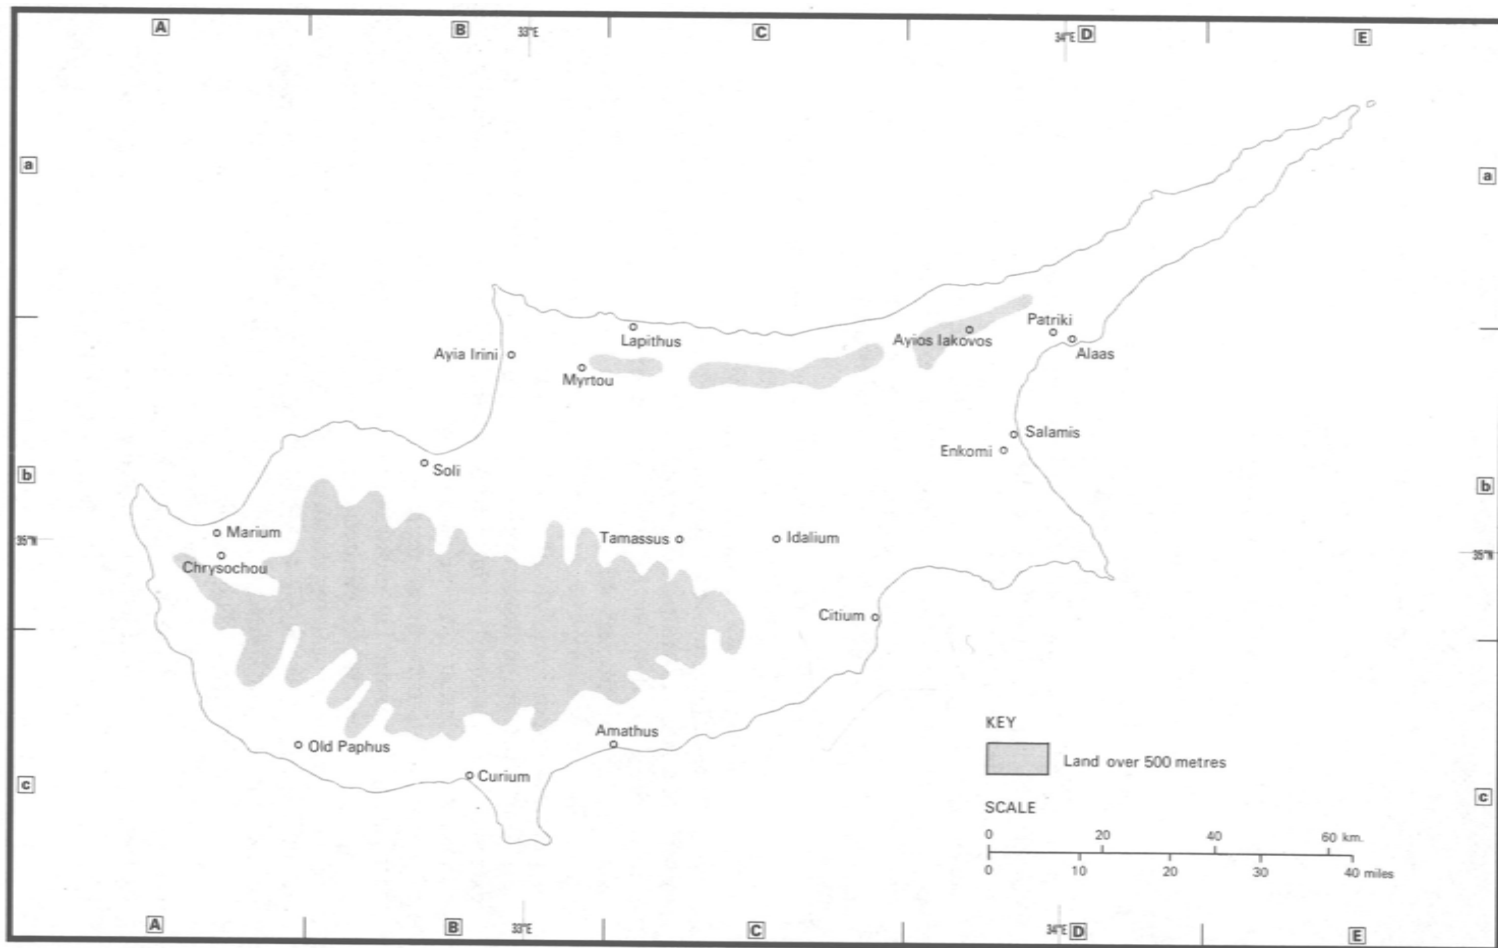 A
B
33°E
C
34°E
D
E
a
a
Patriki
Lapithus
Ayios Iakovos
Ayia Irini
Alaas
Myrtou
Salamis
Enkomi
Soli
b
b
Marium
35°N
Tamassus
Idalium
35°N
Chrysochou
Citium
KEY
Amathus
Old Paphus
Land over 500 metres
Curium
c
c
SCALE
0 20 40 60 km.
0 10 20 30 40 miles
A
B
33°E
C
34°E
D
E